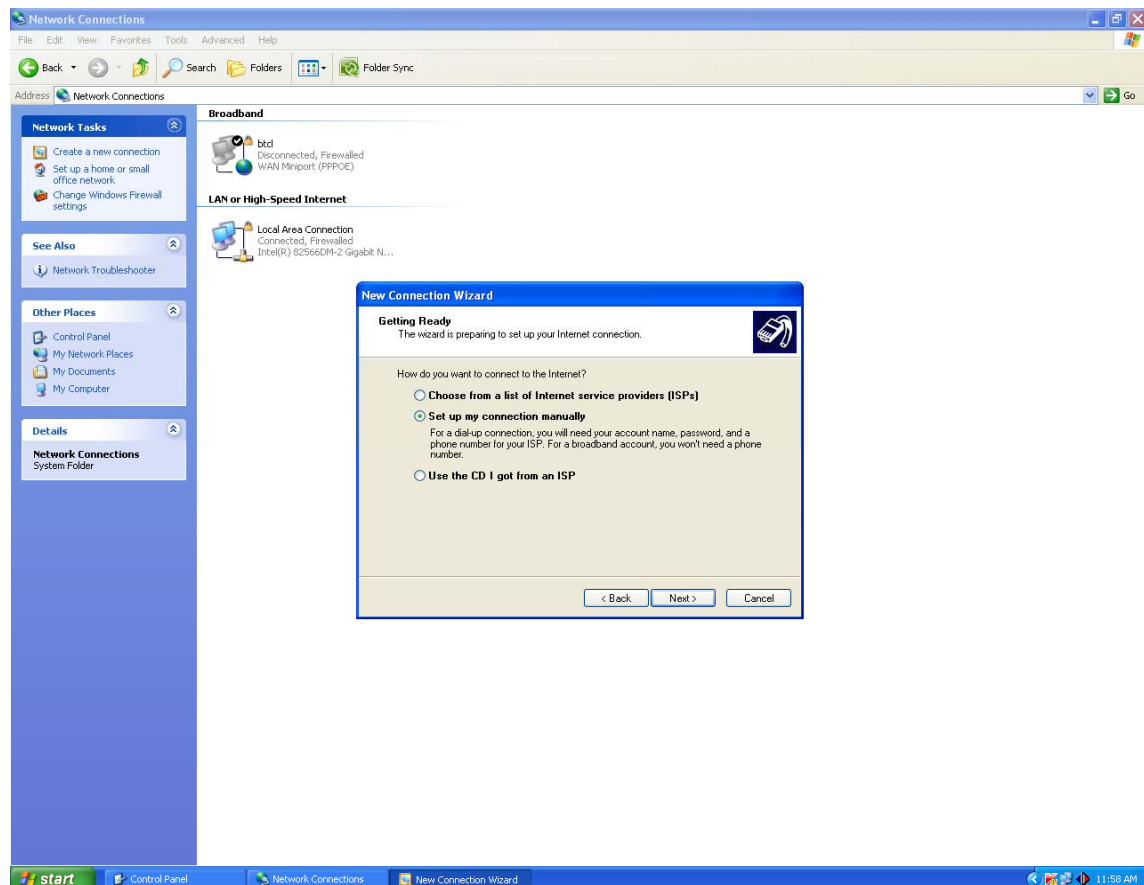 Network Connections
File Edit View Favorites Tools Advanced Help
Back Search Folders Folder Sync
Address Network Connections Go
Network Tasks
Create a new connection
Set up a home or small
office network
Change Windows Firewall
settings
See Also
Network Troubleshooter
Other Places
Control Panel
My Network Places
My Documents
My Computer
Details
Network Connections
System Folder
Broadband
btcl
Disconnected, Firewalled
WAN Miniport (PPPOE)
LAN or High-Speed Internet
Local Area Connection
Connected, Firewalled
Intel(R) 82566DM-2 Gigabit N...
New Connection Wizard
Getting Ready
The wizard is preparing to set up your Internet connection.
How do you want to connect to the Internet?
Choose from a list of Internet service providers (ISPs)
Set up my connection manually
For a dial-up connection, you will need your account name, password, and a
phone number for your ISP. For a broadband account, you won't need a phone
number.
Use the CD I got from an ISP
< Back Next > Cancel
start Control Panel Network Connections New Connection Wizard 11:58 AM